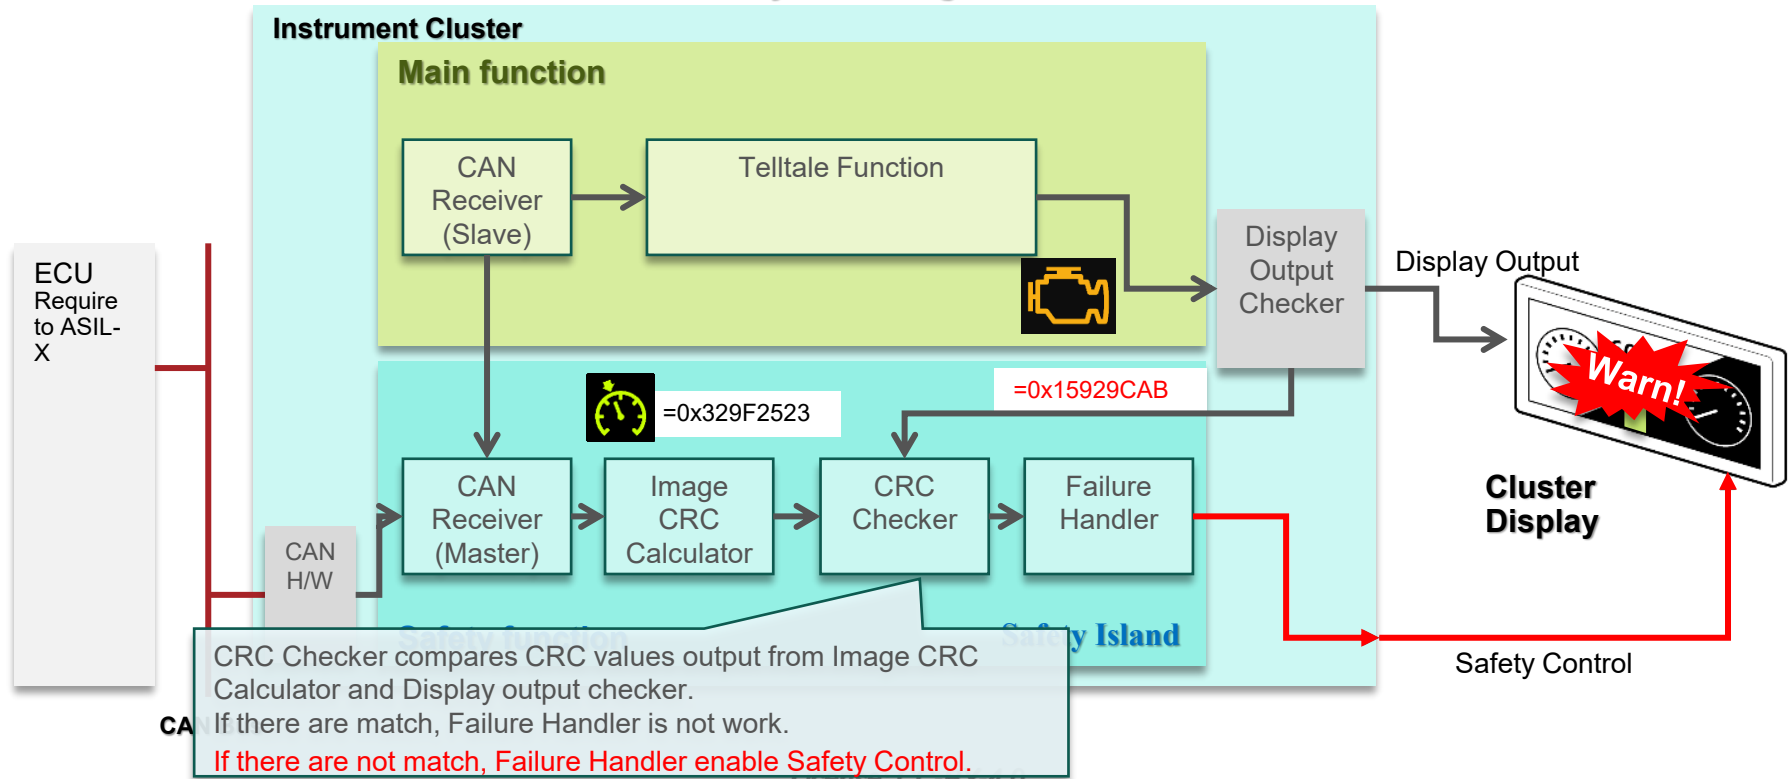 Instrument Cluster
Main function
CAN
Receiver
(Slave)
Telltale Function
Display
Output
Checker
Display Output
ECU
Require
to ASIL-
X
=0x329F2523
=0x15929CAB
Warn!
CAN
Receiver
(Master)
Image
CRC
Calculator
CRC
Checker
Failure
Handler
Cluster
Display
CAN
H/W
Safety function
Safety Island
Safety Control
CRC Checker compares CRC values output from Image CRC
Calculator and Display output checker.
If there are match, Failure Handler is not work.
If there are not match, Failure Handler enable Safety Control.